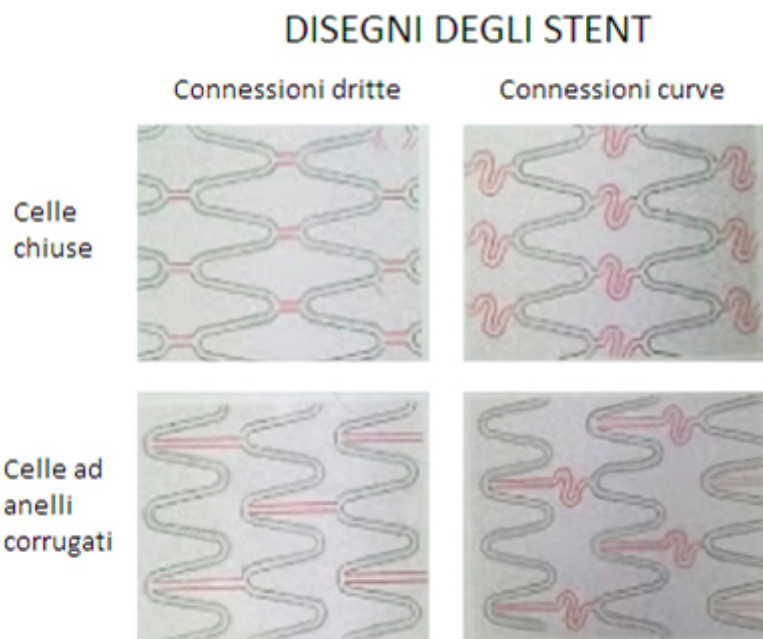 DISEGNI DEGLI STENT
Connessioni dritte
Connessioni curve
Celle
chiuse
Celle ad
anelli
corrugati